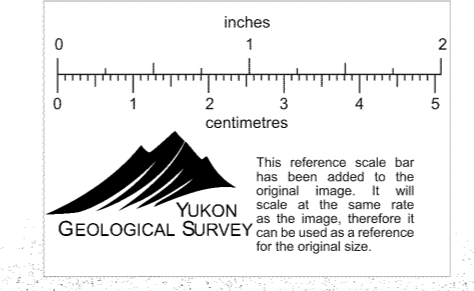 inches
0 1 2
0 1 2 3 4 5
centimetres
This reference scale bar
has been added to the
original image. It will
scale at the same rate
as the image, therefore it
can be used as a reference
for the original size.
YUKON
GEOLOGICAL SURVEY